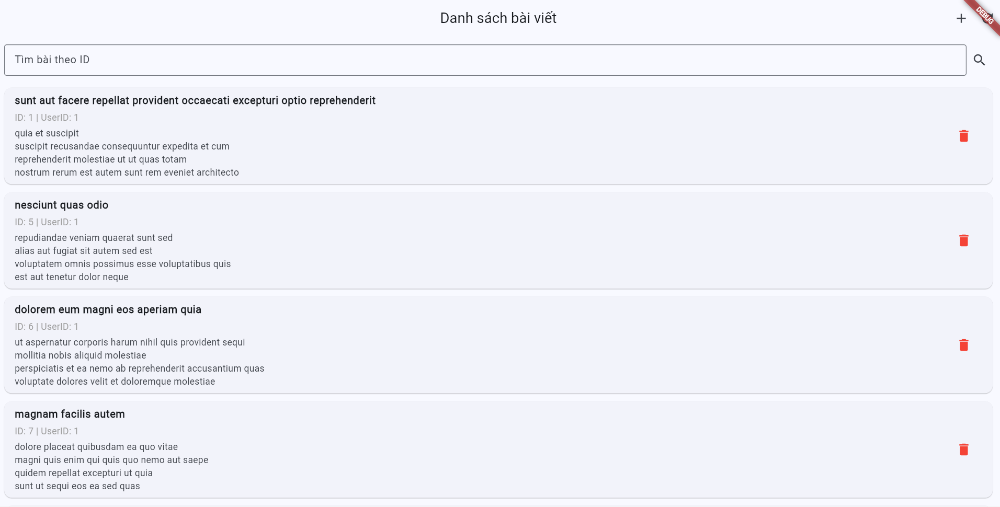 Danh sách bài viết
DEBUG
Tìm bài theo ID
sunt aut facere repellat provident occaecati excepturi optio reprehenderit
ID: 1 | UserID: 1
quia et suscipit
suscipit recusandae consequuntur expedita et cum
reprehenderit molestiae ut ut quas totam
nostrum rerum est autem sunt rem eveniet architecto
nesciunt quas odio
ID: 5 | UserID: 1
repudiandae veniam quaerat sunt sed
alias aut fugiat sit autem sed est
voluptatem omnis possimus esse voluptatibus quis
est aut tenetur dolor neque
dolorem eum magni eos aperiam quia
ID: 6 | UserID: 1
ut aspernatur corporis harum nihil quis provident sequi
mollitia nobis aliquid molestiae
perspiciatis et ea nemo ab reprehenderit accusantium quas
voluptate dolores velit et doloremque molestiae
magnam facilis autem
ID: 7 | UserID: 1
dolore placeat quibusdam ea quo vitae
magni quis enim qui quis quo nemo aut saepe
quidem repellat excepturi ut quia
sunt ut sequi eos ea sed quas